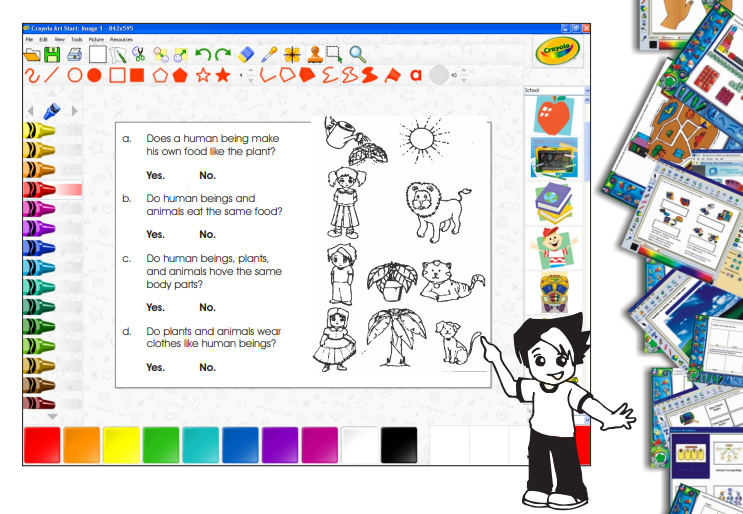 Crayola Art Start: Image 1 - 842x595
File Edit View Tools Picture Resources
Crayola
4
43
School
a. Does a human being make
his own food like the plant?
Yes. No.
b. Do human beings and
animals eat the same food?
Yes. No.
c. Do human beings, plants,
and animals hove the same
body parts?
Yes. No.
d. Do plants and animals wear
clothes like human beings?
Yes. No.